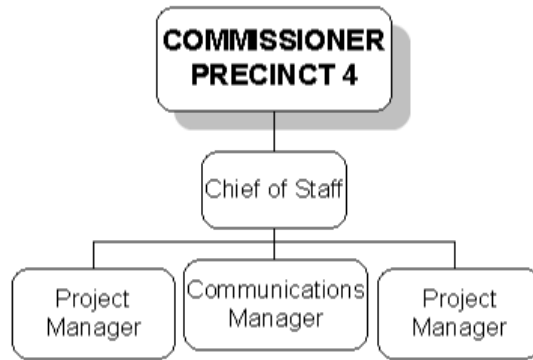 COMMISSIONER
PRECINCT 4
Chief of Staff
Project
Manager
Communications
Manager
Project
Manager